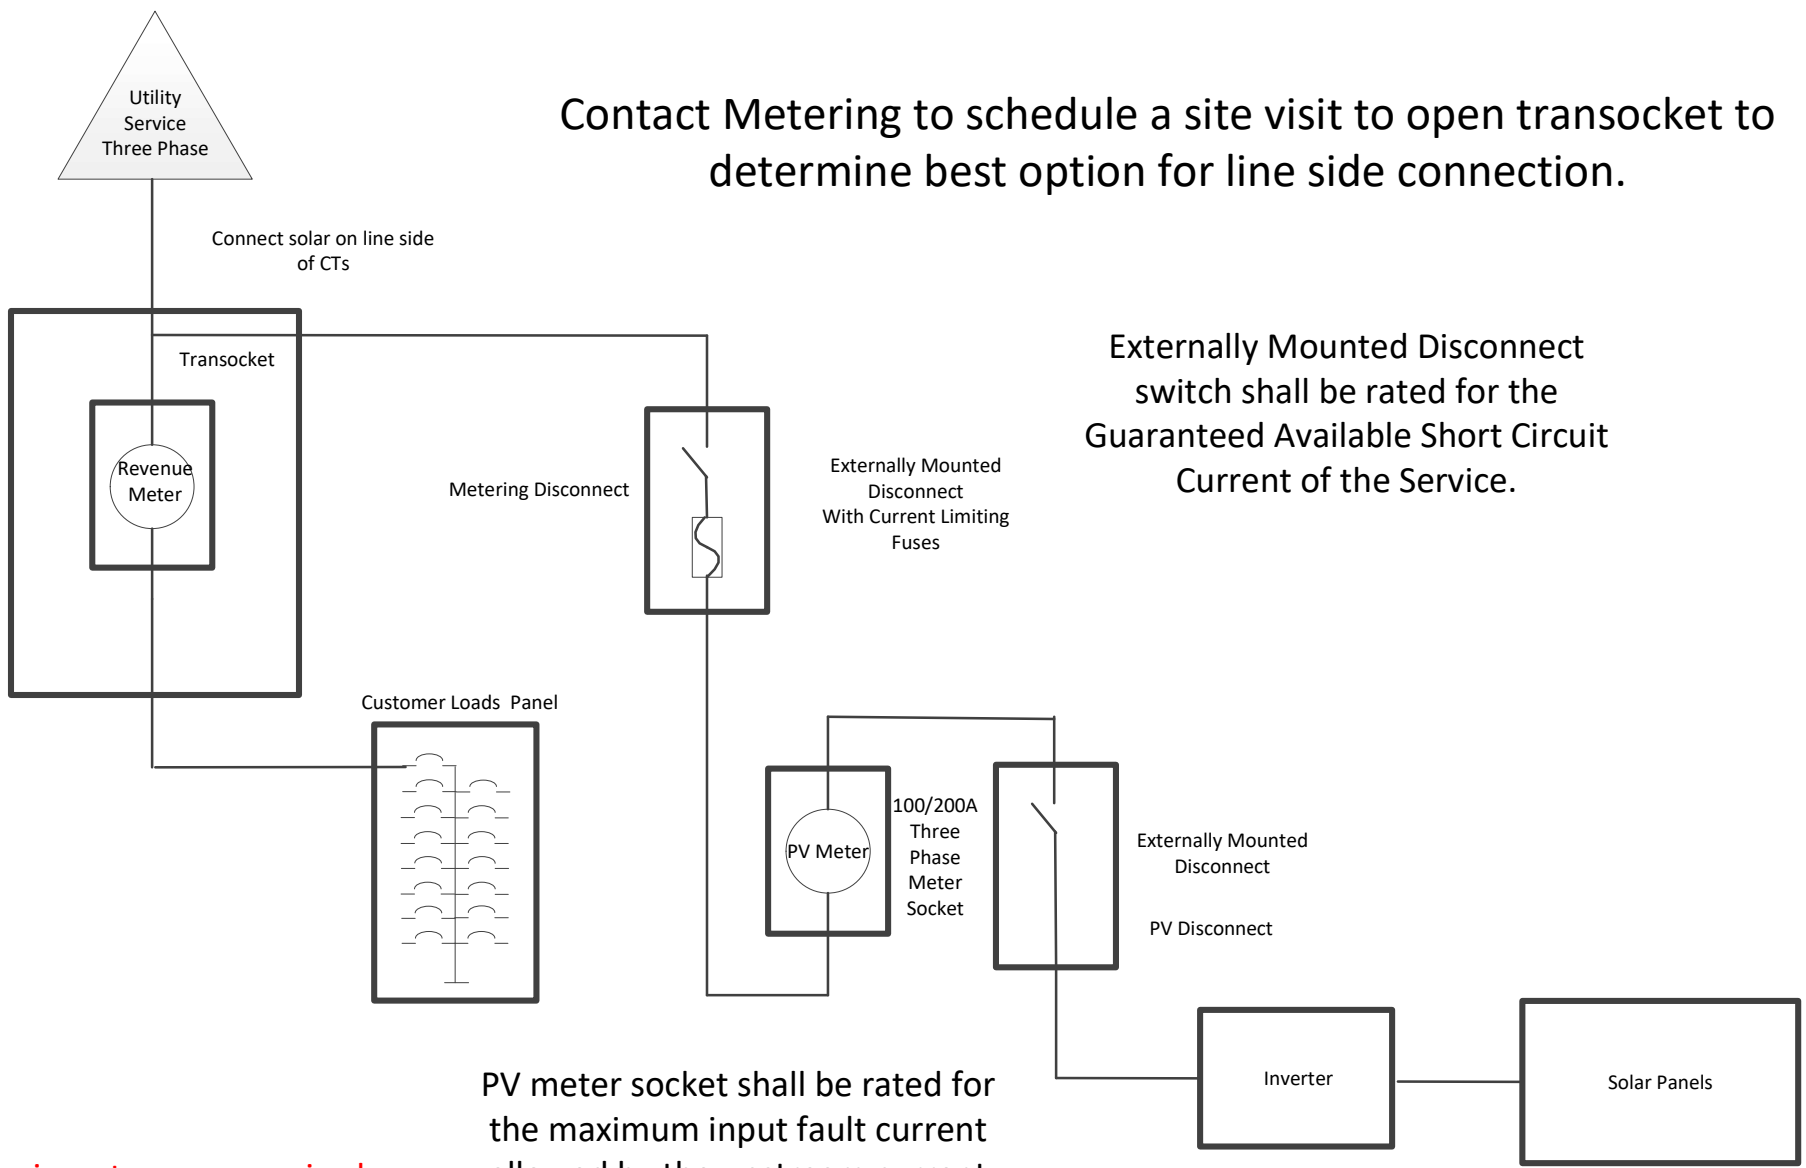 Utility
Service
Three Phase
Contact Metering to schedule a site visit to open transocket to
determine best option for line side connection.
Connect solar on line side
of CTs
Transocket
Revenue
Meter
Metering Disconnect
Externally Mounted
Disconnect
With Current Limiting
Fuses
Externally Mounted Disconnect
switch shall be rated for the
Guaranteed Available Short Circuit
Current of the Service.
Customer Loads Panel
PV Meter
100/200A
Three
Phase
Meter
Socket
Externally Mounted
Disconnect
PV Disconnect
Inverter
Solar Panels
PV meter socket shall be rated for
the maximum input fault current